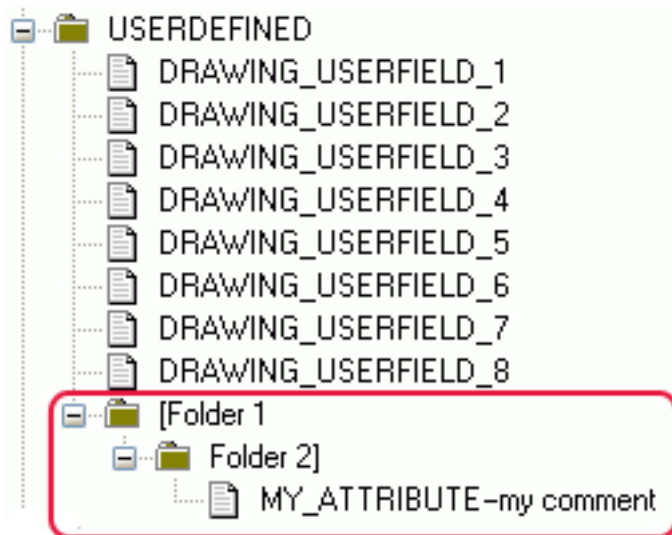 USERDEFINED
DRAWING_USERFIELD_1
DRAWING_USERFIELD_2
DRAWING_USERFIELD_3
DRAWING_USERFIELD_4
DRAWING_USERFIELD_5
DRAWING_USERFIELD_6
DRAWING_USERFIELD_7
DRAWING_USERFIELD_8
[Folder 1
Folder 2]
MY_ATTRIBUTE–my comment